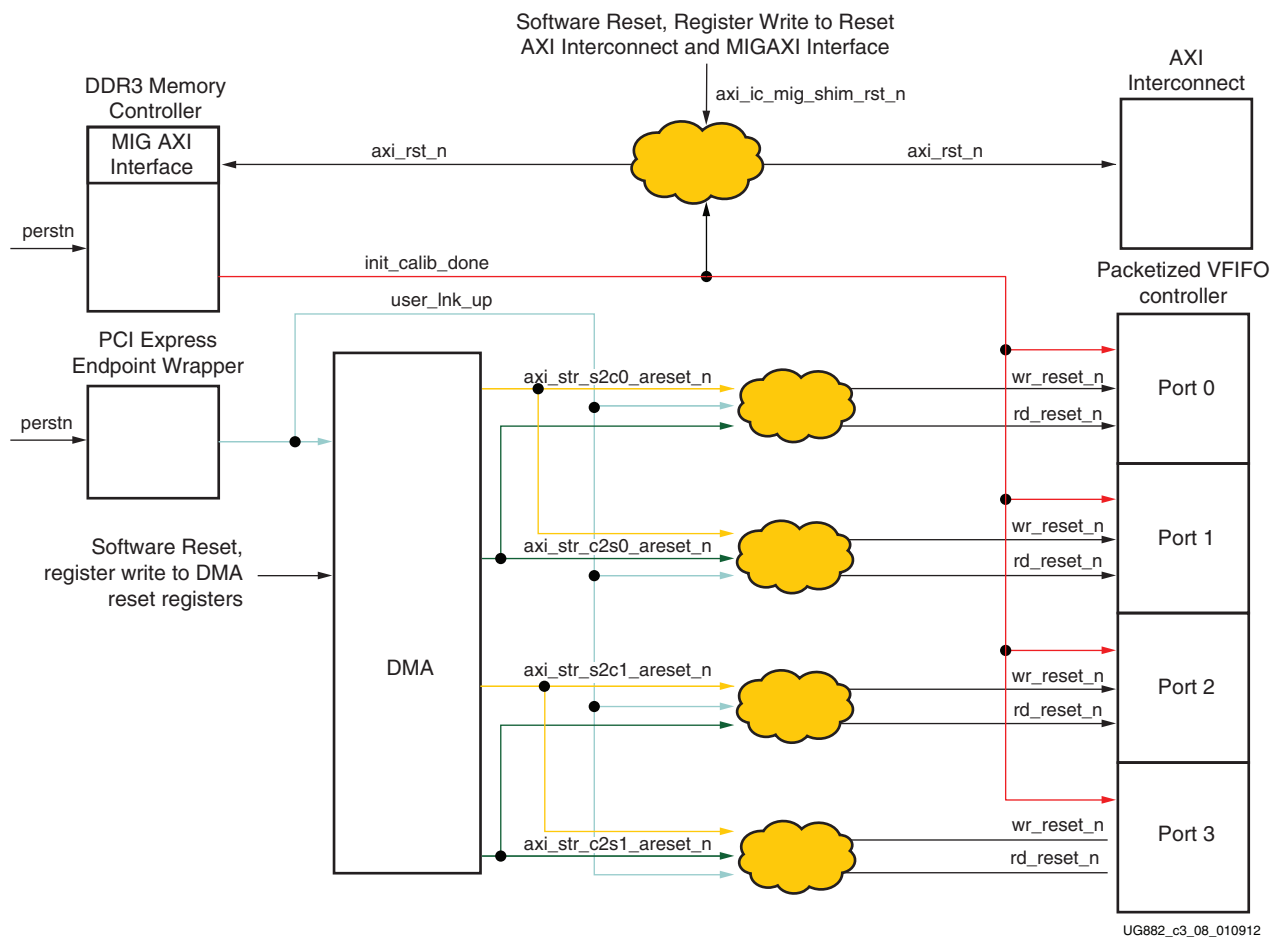 Software Reset, Register Write to Reset
AXI Interconnect and MIGAXI Interface
axi_ic_mig_shim_rst_n
AXI
Interconnect
DDR3 Memory
Controller
MIG AXI
Interface
axi_rst_n
axi_rst_n
perstn
init_calib_done
Packetized VFIFO
controller
user_lnk_up
PCI Express
Endpoint Wrapper
perstn
Software Reset,
register write to DMA
reset registers
DMA
axi_str_s2c0_areset_n
wr_reset_n
rd_reset_n
Port 0
axi_str_c2s0_areset_n
wr_reset_n
rd_reset_n
Port 1
axi_str_s2c1_areset_n
wr_reset_n
rd_reset_n
Port 2
axi_str_c2s1_areset_n
wr_reset_n
rd_reset_n
Port 3
UG882_c3_08_010912